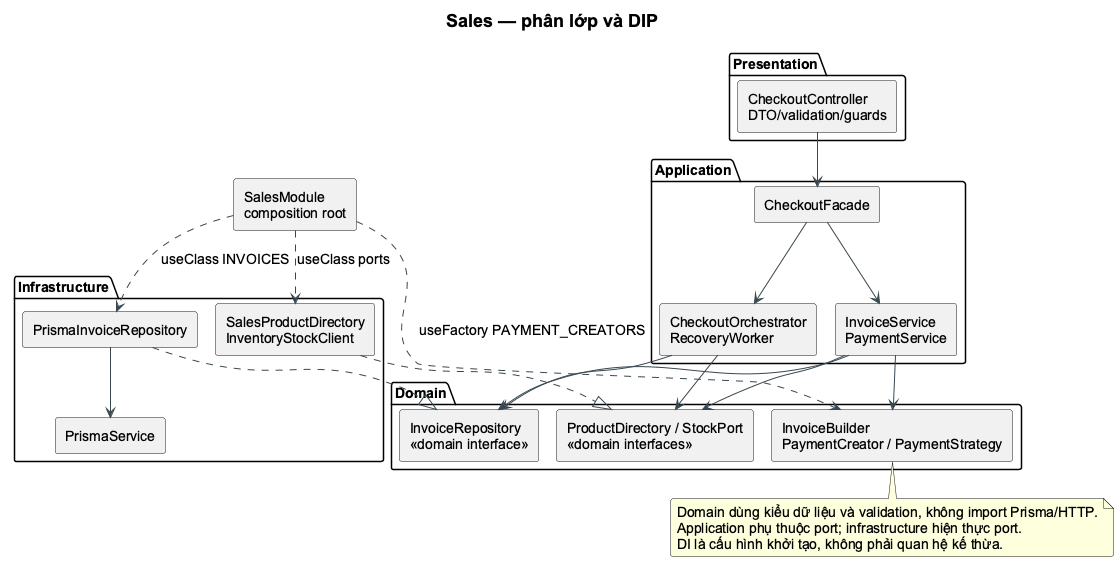 Sales — phân lớp và DIP
Presentation
CheckoutController
DTO/validation/guards
Application
CheckoutFacade
SalesModule
composition root
useClass INVOICES
useClass ports
useFactory PAYMENT_CREATORS
Infrastructure
PrismaInvoiceRepository
SalesProductDirectory
InventoryStockClient
PrismaService
CheckoutOrchestrator
RecoveryWorker
InvoiceService
PaymentService
Domain
InvoiceRepository
«domain interface»
ProductDirectory / StockPort
«domain interfaces»
InvoiceBuilder
PaymentCreator / PaymentStrategy
Domain dùng kiểu dữ liệu và validation, không import Prisma/HTTP.
Application phụ thuộc port; infrastructure hiện thực port.
DI là cấu hình khởi tạo, không phải quan hệ kế thừa.